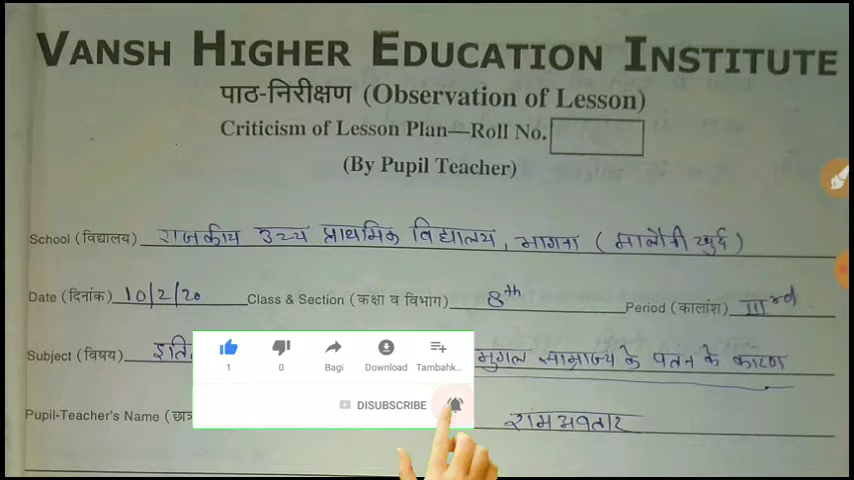 VANSH HIGHER EDUCATION INSTITUTE
पाठ-निरीक्षण (Observation of Lesson)
Criticism of Lesson Plan—Roll No.
(By Pupil Teacher)
School (विद्यालय) राजकीय उच्च प्राथमिक विद्यालय, भागना (मालोनी खुर्द)
Date (दिनांक) 10/2/20 Class & Section (कक्षा व विभाग) 8th Period (कालांश) IIIrd
Subject (विषय) इति मुगल साम्राज्य के पतन के कारण
1 0 Bagi Download Tambahk...
DISUBSCRIBE
Pupil-Teacher's Name (छात्र रामअवतार